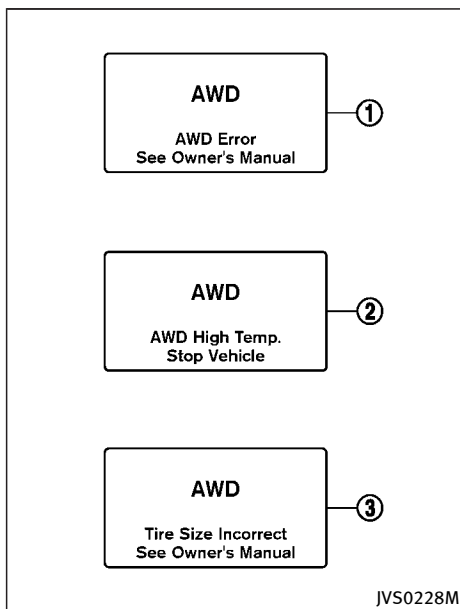 AWD
AWD Error
See Owner's Manual
1
AWD
AWD High Temp.
Stop Vehicle
2
AWD
Tire Size Incorrect
See Owner's Manual
3
JVS0228M